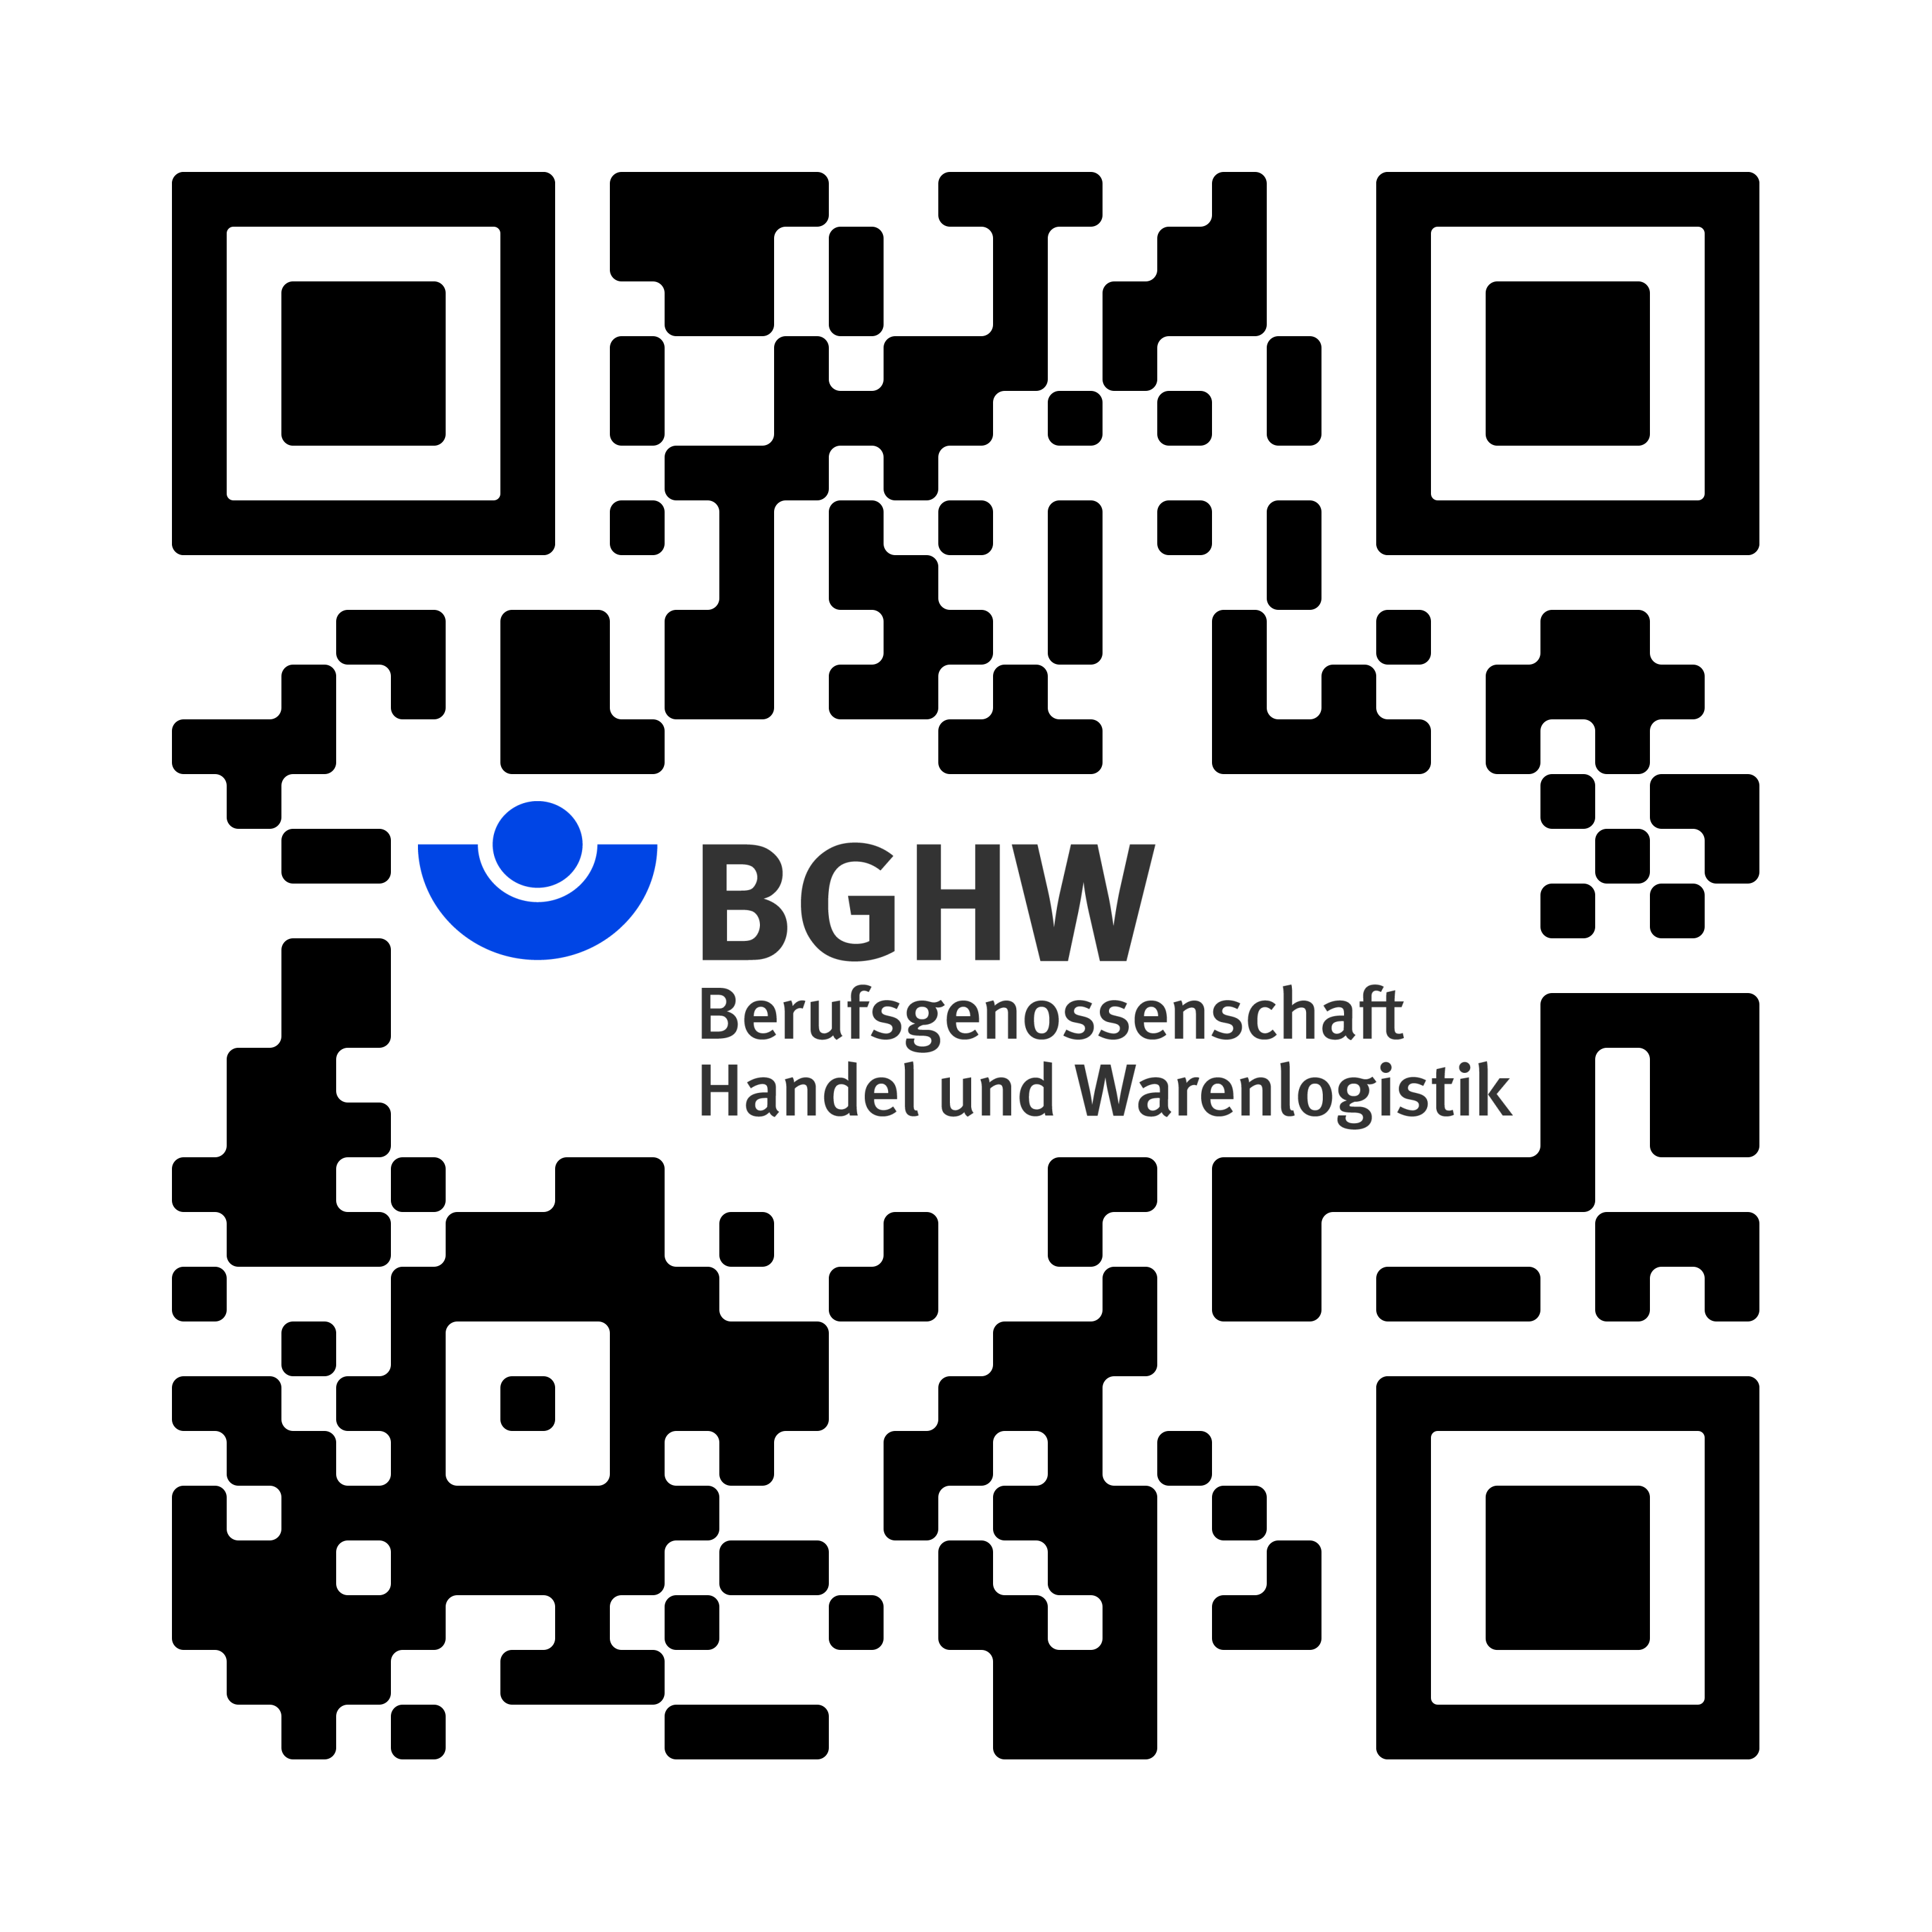 BGHW
Berufsgenossenschaft
Handel und Warenlogistik